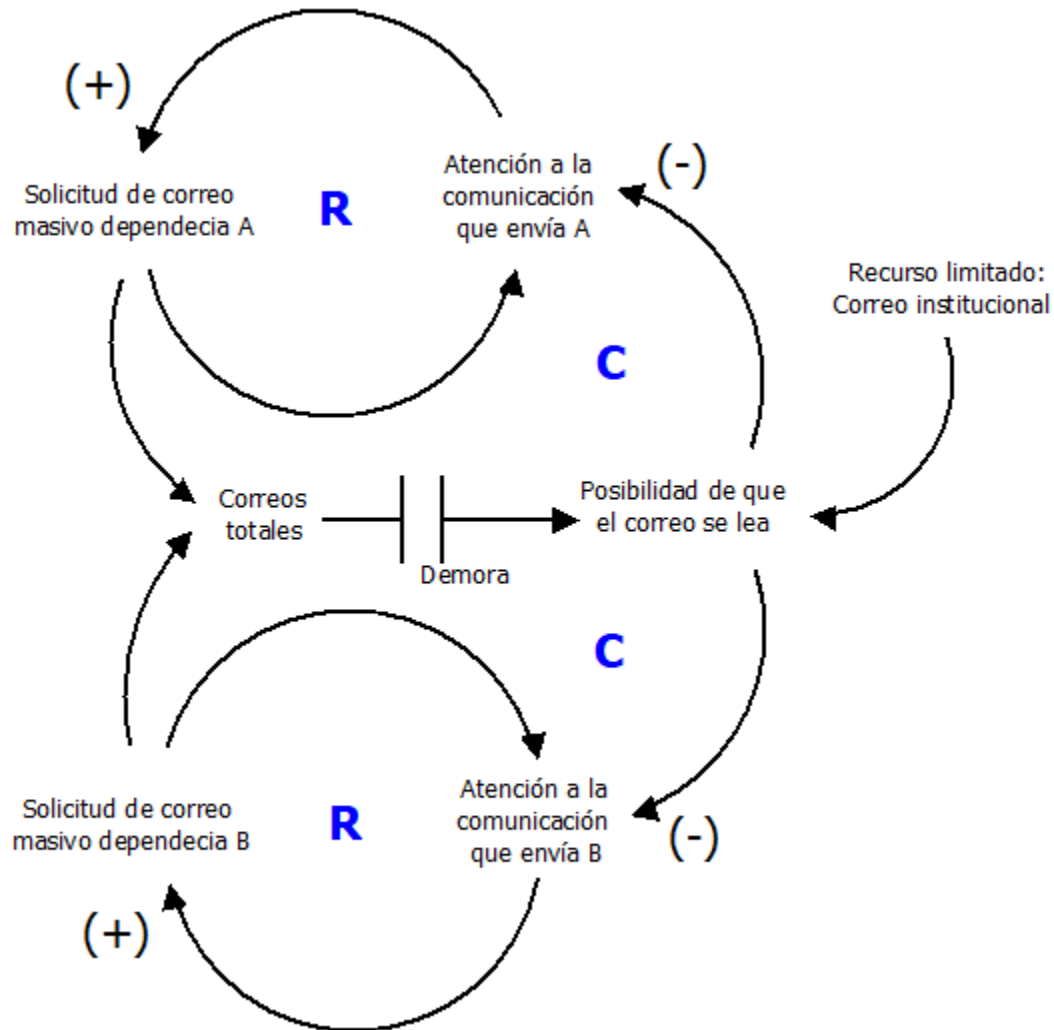 (+)
Solicitud de correo
masivo dependecia A
R
Atención a la
comunicación
que envía A
(-)
Recurso limitado:
Correo institucional
C
Correos
totales
Demora
Posibilidad de que
el correo se lea
C
Solicitud de correo
masivo dependecia B
R
Atención a la
comunicación
que envía B
(-)
(+)